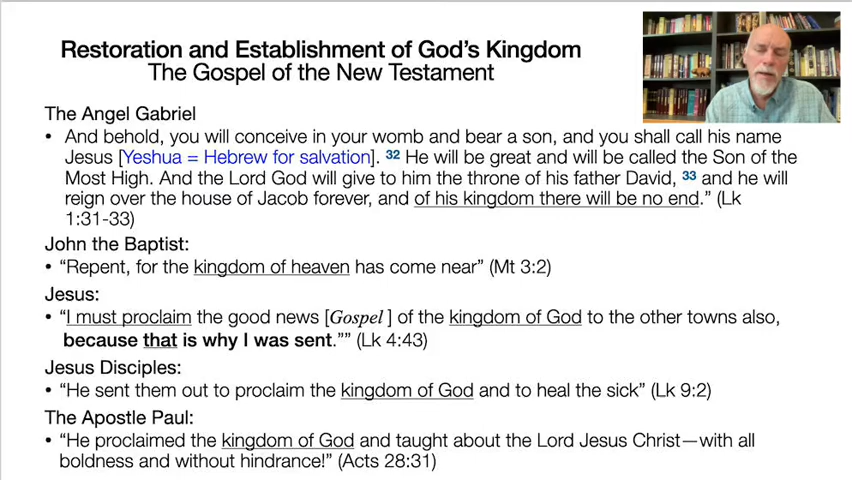 Restoration and Establishment of God's Kingdom
The Gospel of the New Testament
The Angel Gabriel
• And behold, you will conceive in your womb and bear a son, and you shall call his name
Jesus [Yeshua = Hebrew for salvation]. 32 He will be great and will be called the Son of the
Most High. And the Lord God will give to him the throne of his father David, 33 and he will
reign over the house of Jacob forever, and of his kingdom there will be no end.” (Lk
1:31-33)
John the Baptist:
• “Repent, for the kingdom of heaven has come near” (Mt 3:2)
Jesus:
• “I must proclaim the good news [Gospel ] of the kingdom of God to the other towns also,
because that is why I was sent.”” (Lk 4:43)
Jesus Disciples:
• “He sent them out to proclaim the kingdom of God and to heal the sick” (Lk 9:2)
The Apostle Paul:
• “He proclaimed the kingdom of God and taught about the Lord Jesus Christ—with all
boldness and without hindrance!” (Acts 28:31)